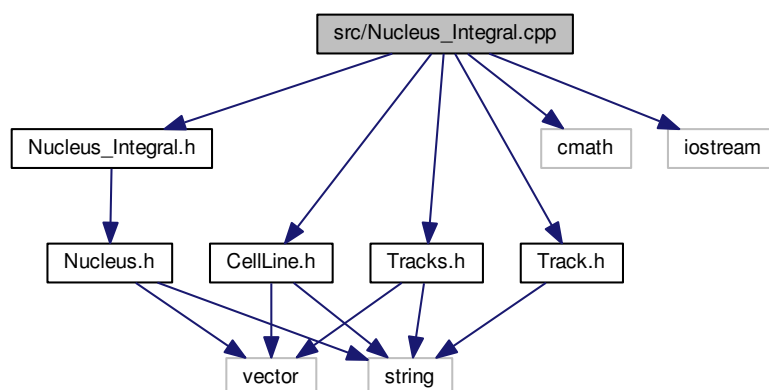 src/Nucleus_Integral.cpp
Nucleus_Integral.h
cmath
iostream
Nucleus.h
CellLine.h
Tracks.h
Track.h
vector
string